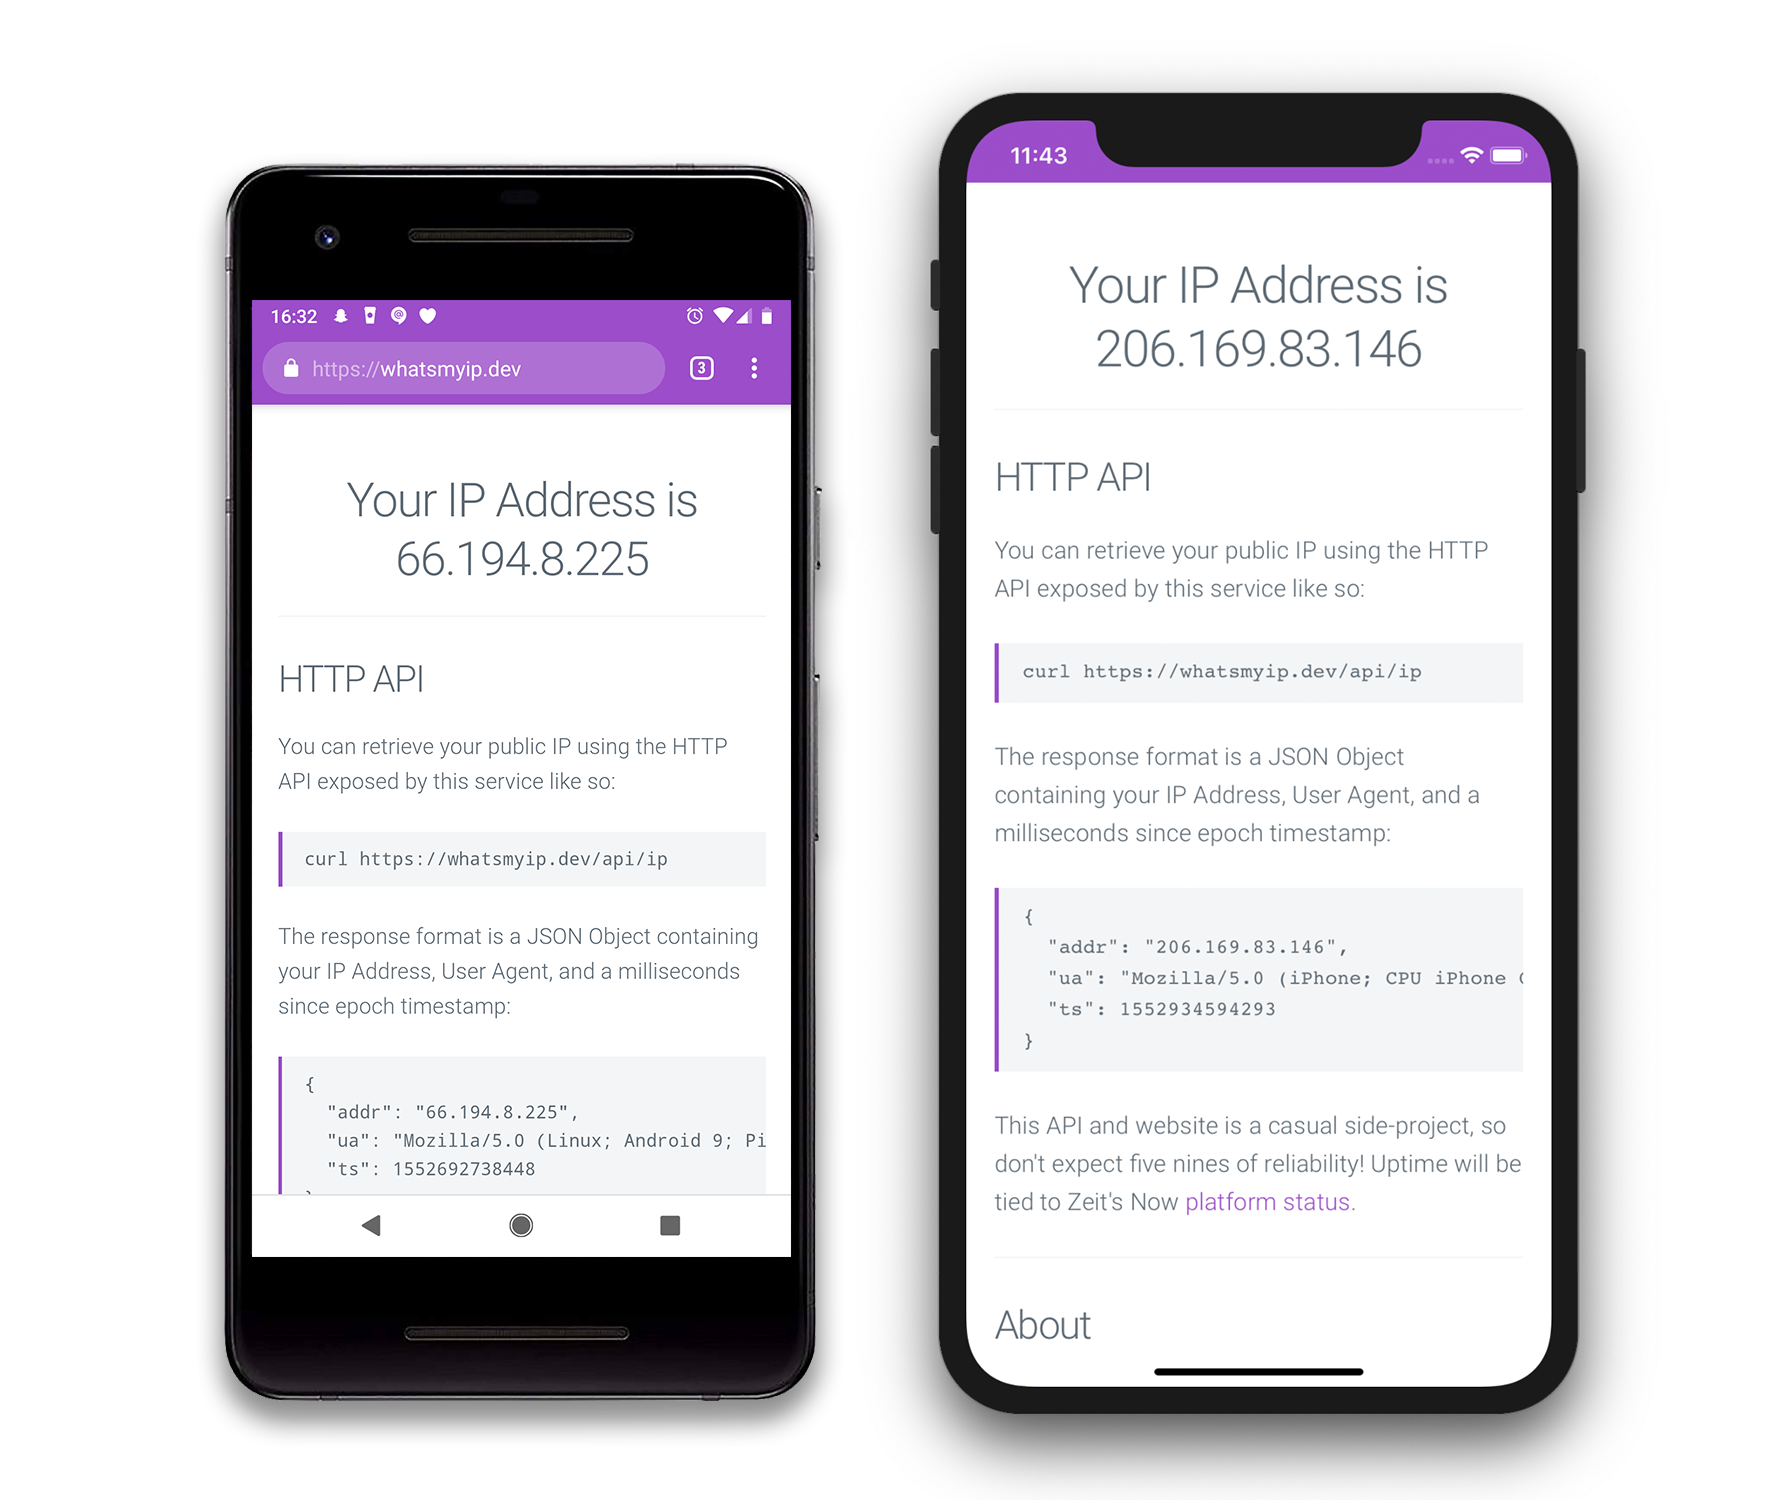 16:32
3
https://whatsmyip.dev
Your IP Address is
66.194.8.225
HTTP API
You can retrieve your public IP using the HTTP
API exposed by this service like so:
curl https://whatsmyip.dev/api/ip
The response format is a JSON Object containing
your IP Address, User Agent, and a milliseconds
since epoch timestamp:
{
"addr": "66.194.8.225",
"ua": "Mozilla/5.0 (Linux; Android 9; Pi
"ts": 1552692738448
11:43
Your IP Address is
206.169.83.146
HTTP API
You can retrieve your public IP using the HTTP
API exposed by this service like so:
curl https://whatsmyip.dev/api/ip
The response format is a JSON Object
containing your IP Address, User Agent, and a
milliseconds since epoch timestamp:
{
"addr": "206.169.83.146",
"ua": "Mozilla/5.0 (iPhone; CPU iPhone
"ts": 1552934594293
}
This API and website is a casual side-project, so
don't expect five nines of reliability! Uptime will be
tied to Zeit's Now platform status.
About